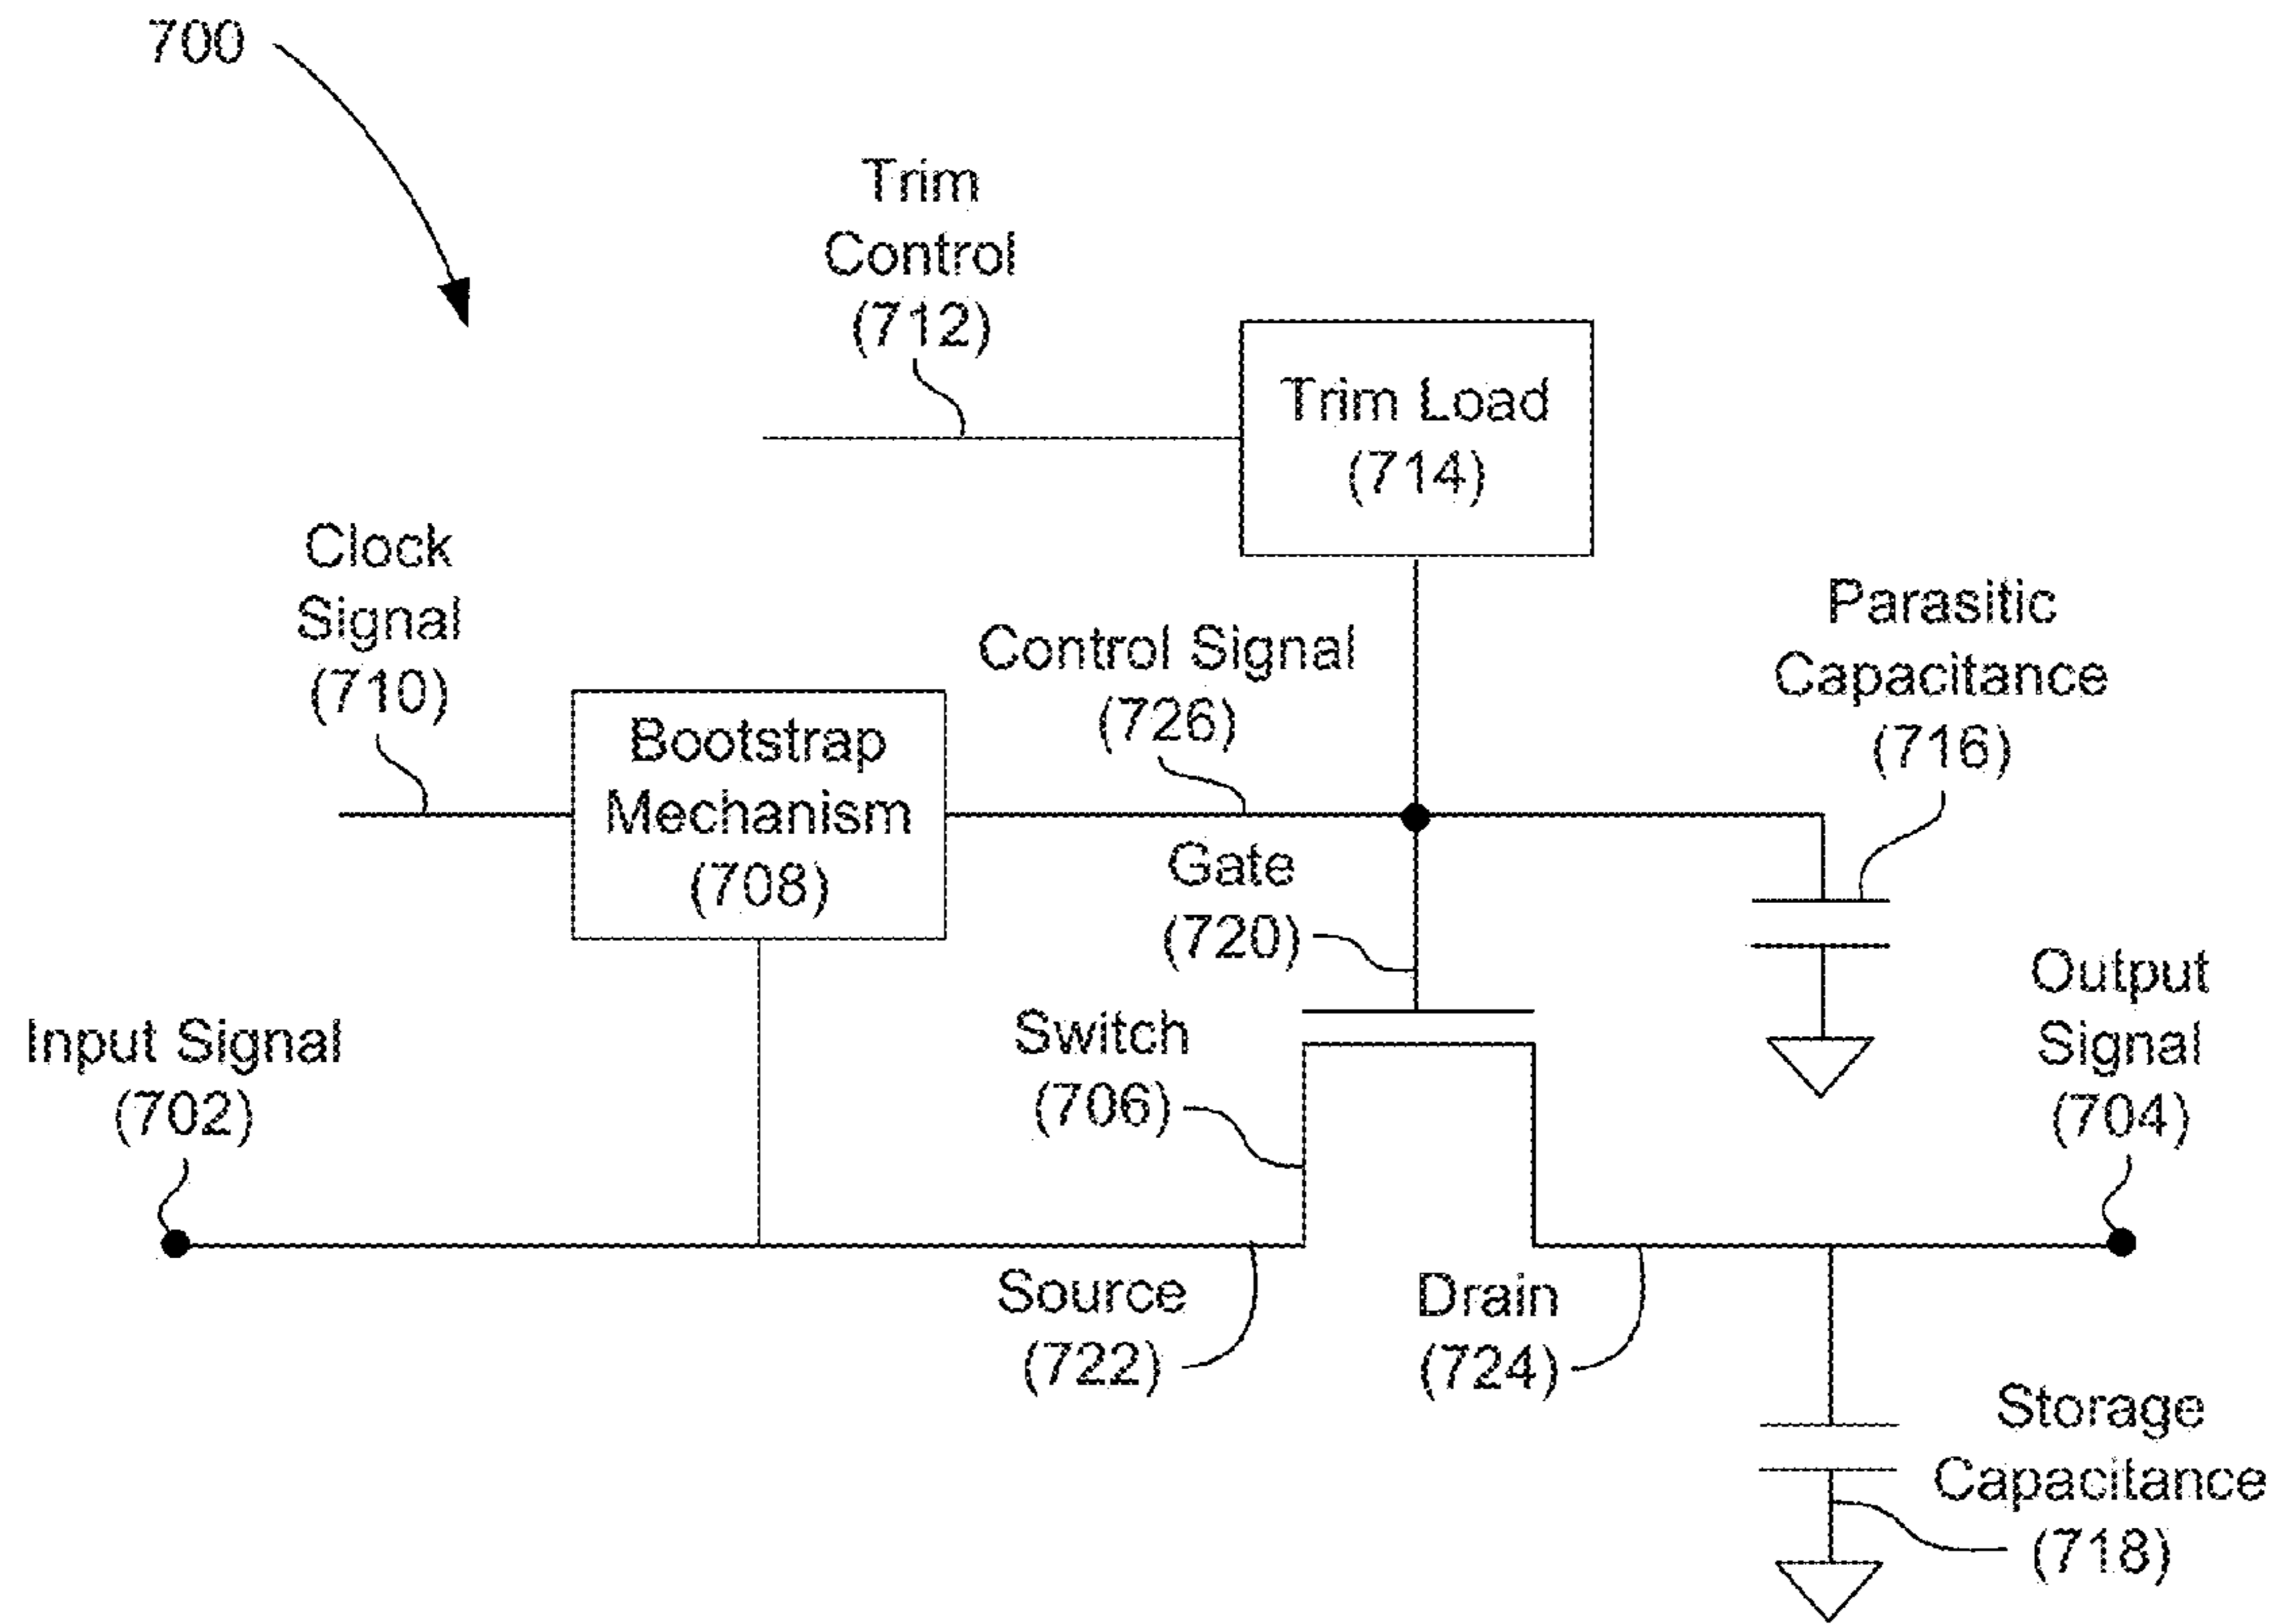 700
Trim
Control
(712)
Trim Load
(714)
Clock
Signal
(710)
Control Signal
(726)
Parasitic
Capacitance
(716)
Bootstrap
Mechanism
(708)
Gate
(720)
Output
Signal
(704)
Input Signal
(702)
Switch
(706)
Source
(722)
Drain
(724)
Storage
Capacitance
(718)